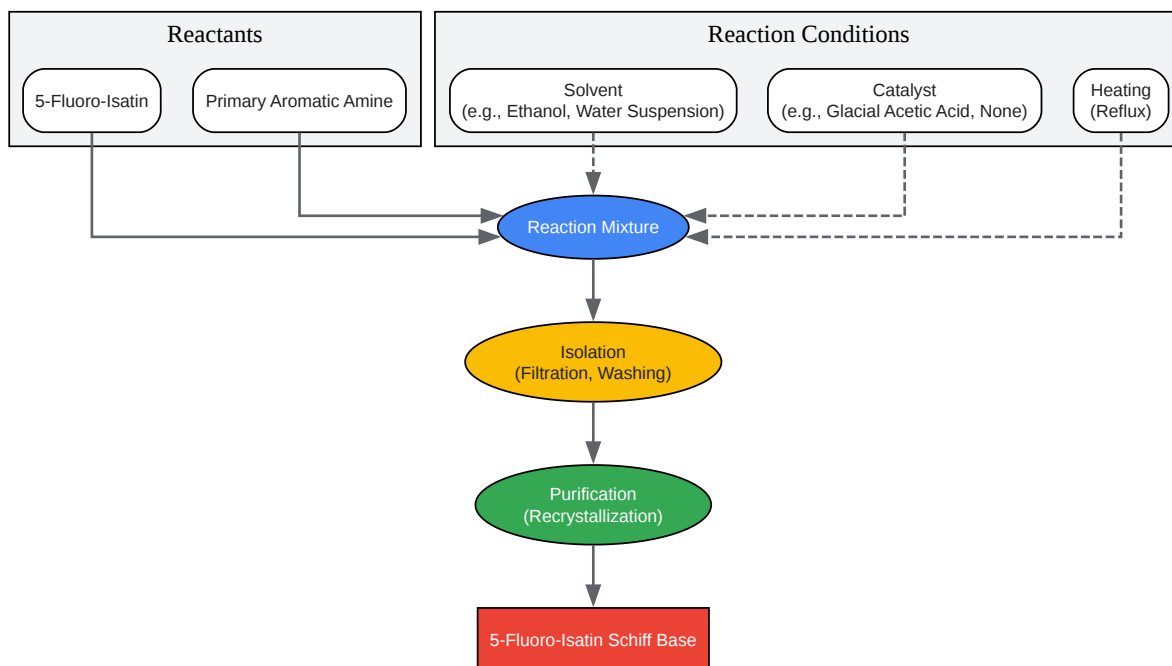 Reactants
Reaction Conditions
5-Fluoro-Isatin
Primary Aromatic Amine
Solvent
(e.g., Ethanol, Water Suspension)
Catalyst
(e.g., Glacial Acetic Acid, None)
Heating
(Reflux)
Reaction Mixture
Isolation
(Filtration, Washing)
Purification
(Recrystallization)
5-Fluoro-Isatin Schiff Base